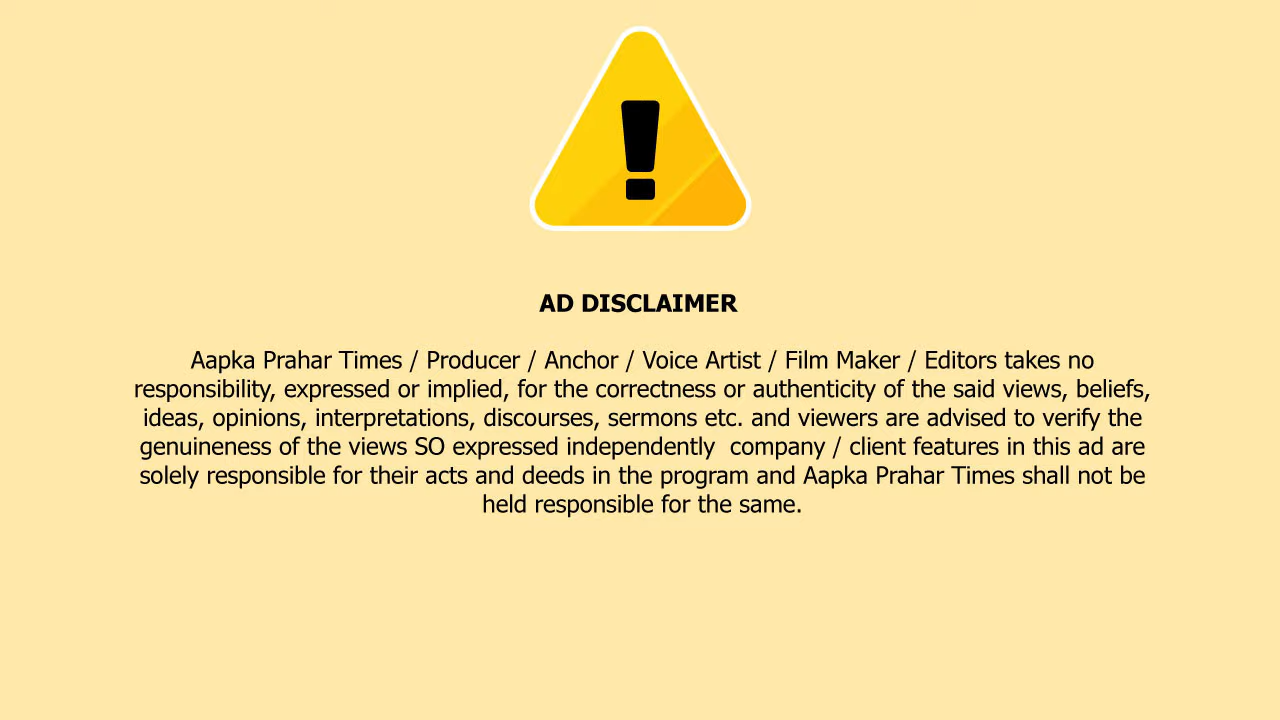 AD DISCLAIMER
Aapka Prahar Times / Producer / Anchor / Voice Artist / Film Maker / Editors takes no
responsibility, expressed or implied, for the correctness or authenticity of the said views, beliefs,
ideas, opinions, interpretations, discourses, sermons etc. and viewers are advised to verify the
genuineness of the views SO expressed independently  company / client features in this ad are
solely responsible for their acts and deeds in the program and Aapka Prahar Times shall not be
held responsible for the same.